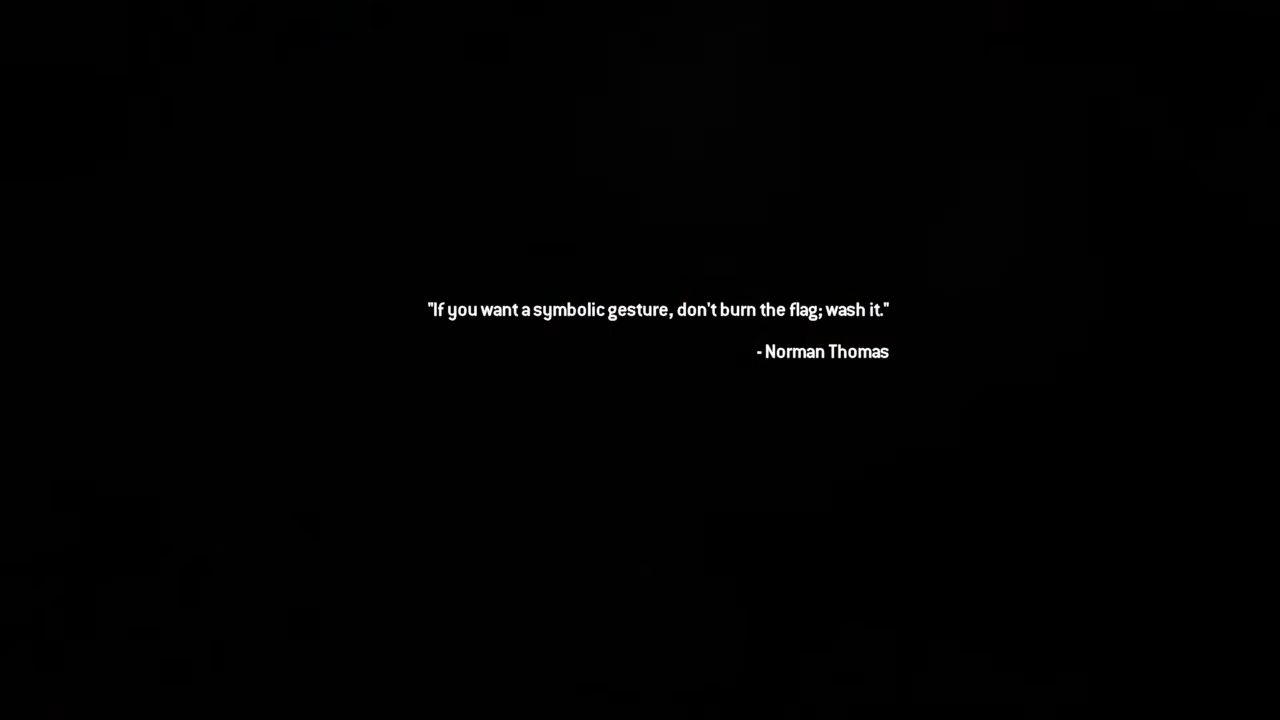 "If you want a symbolic gesture, don't burn the flag; wash it."
- Norman Thomas